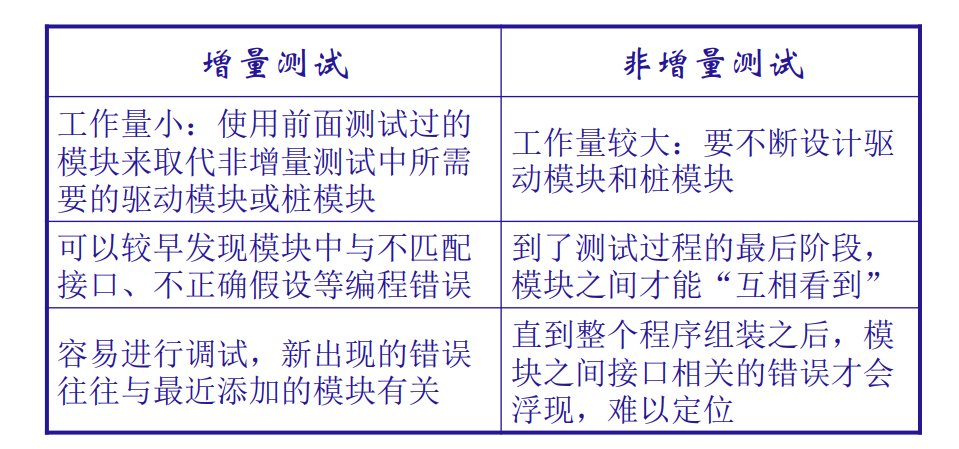 增量测试
非增量测试
工作量小：使用前面测试过的
模块来取代非增量测试中所需
要的驱动模块或桩模块
工作量较大：要不断设计驱
动模块和桩模块
可以较早发现模块中与不匹配
接口、不正确假设等编程错误
到了测试过程的最后阶段，
模块之间才能“互相看到”
容易进行调试，新出现的错误
往往与最近添加的模块有关
直到整个程序组装之后，模
块之间接口相关的错误才会
浮现，难以定位